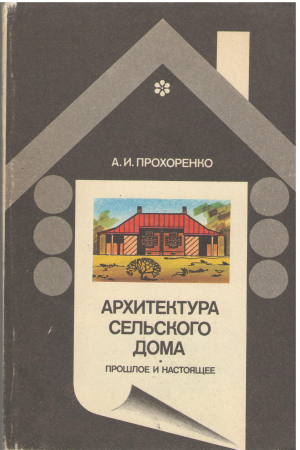 А.И. ПРОХОРЕНКО
АРХИТЕКТУРА
СЕЛЬСКОГО
ДОМА
ПРОШЛОЕ И НАСТОЯЩЕЕ